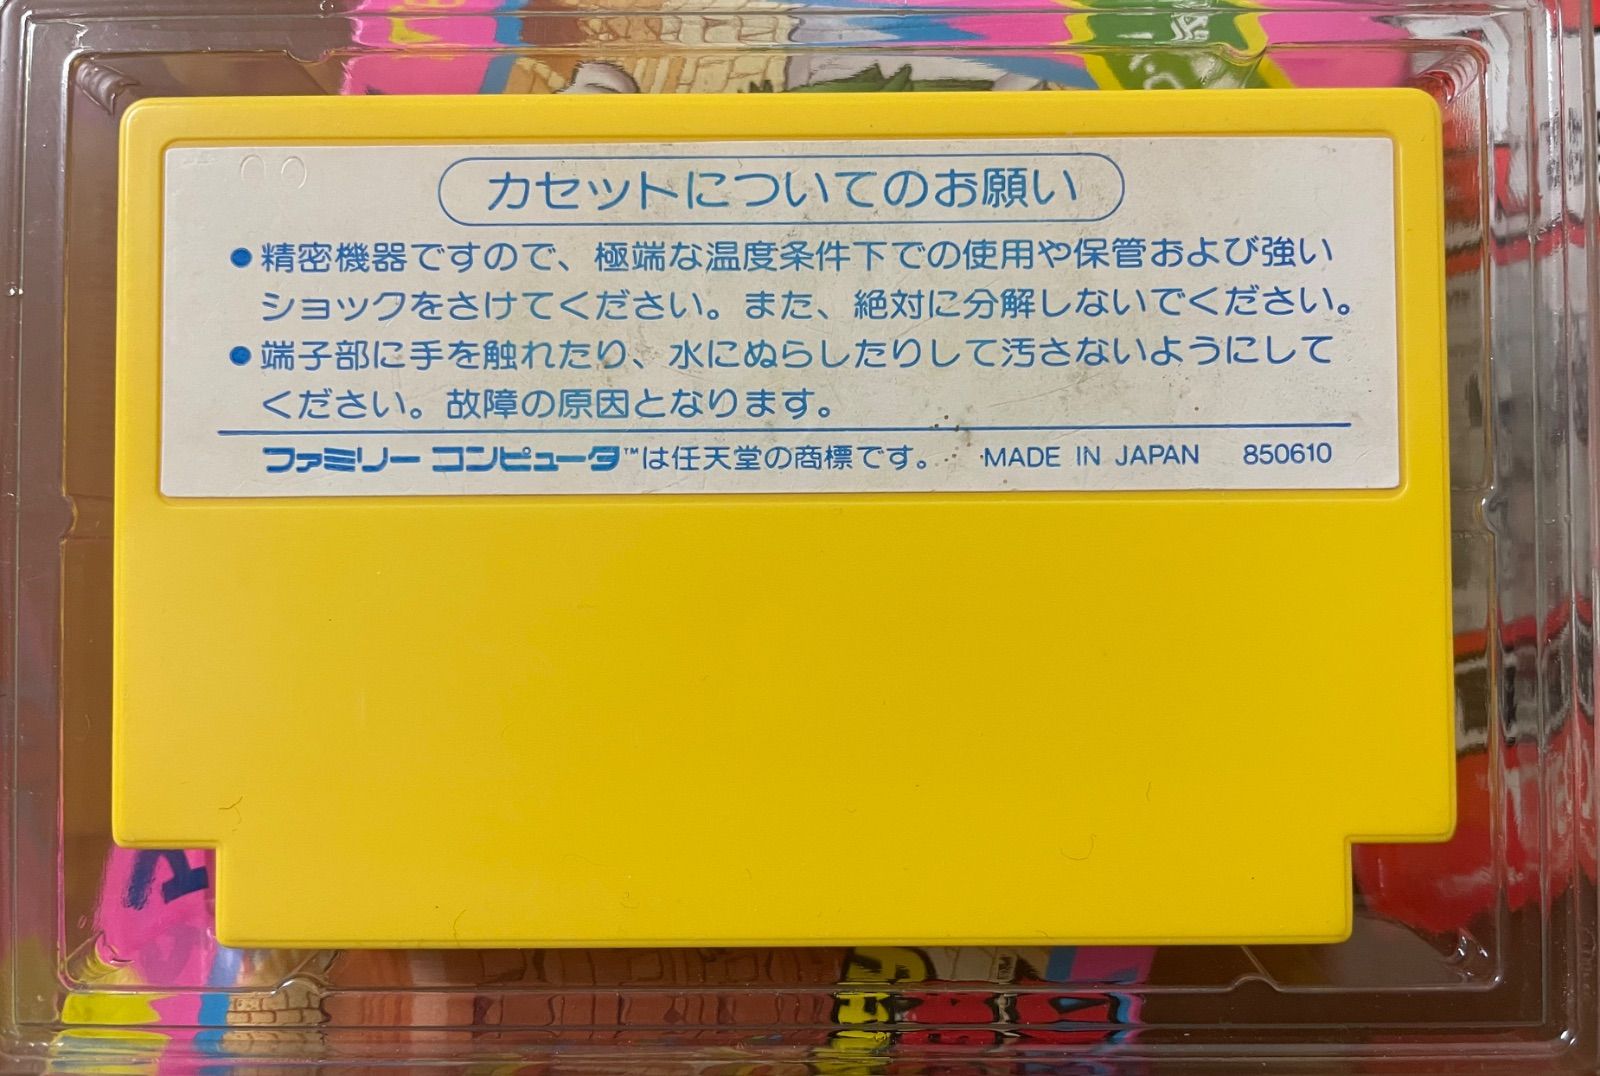 カセットについてのお願い
●精密機器ですので、極端な温度条件下での使用や保管および強い
ショックをさけてください。また、絶対に分解しないでください。
●端子部に手を触れたり、水にぬらしたりして汚さないようにして
ください。故障の原因となります。
ファミリーコンピュータ™は任天堂の商標です。 MADE IN JAPAN 850610